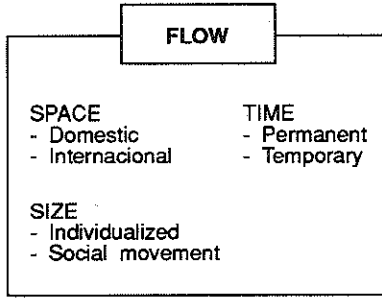 FLOW
SPACE
- Domestic
- Internacional
TIME
- Permanent
- Temporary
SIZE
- Individualized
- Social movement